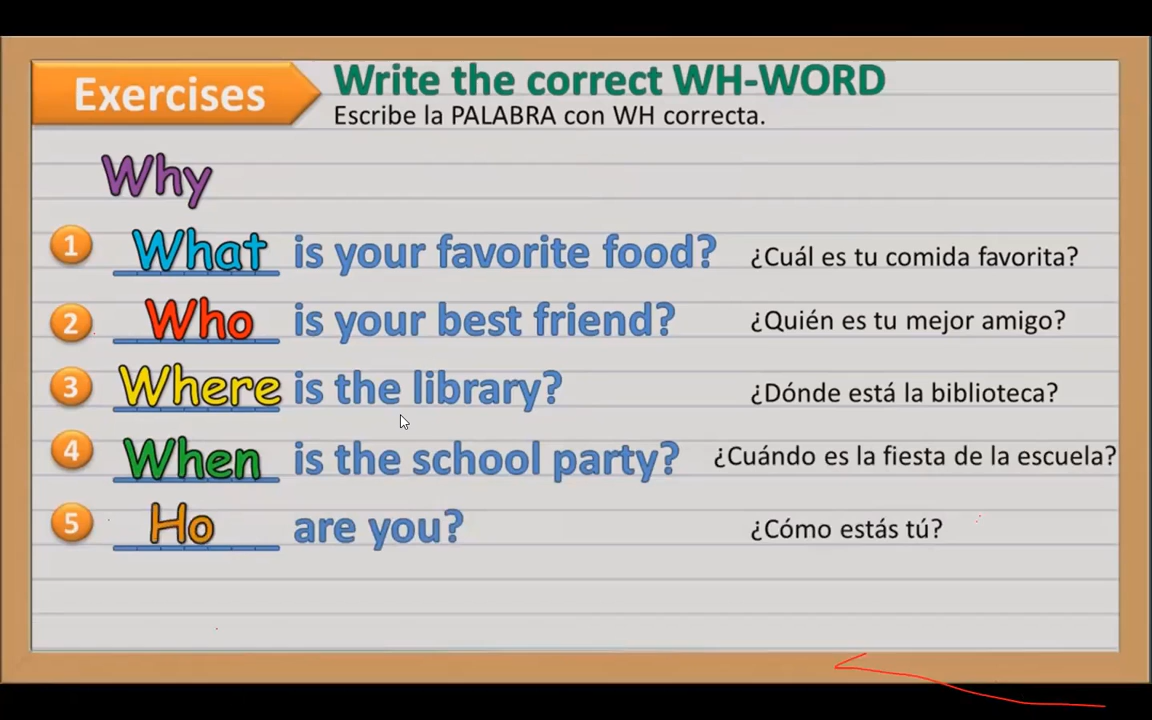 Exercises
Write the correct WH-WORD
Escribe la PALABRA con WH correcta.
Why
1 What is your favorite food? ¿Cuál es tu comida favorita?
2 Who is your best friend? ¿Quién es tu mejor amigo?
3 Where is the library? ¿Dónde está la biblioteca?
4 When is the school party? ¿Cuándo es la fiesta de la escuela?
5 Ho are you? ¿Cómo estás tú?